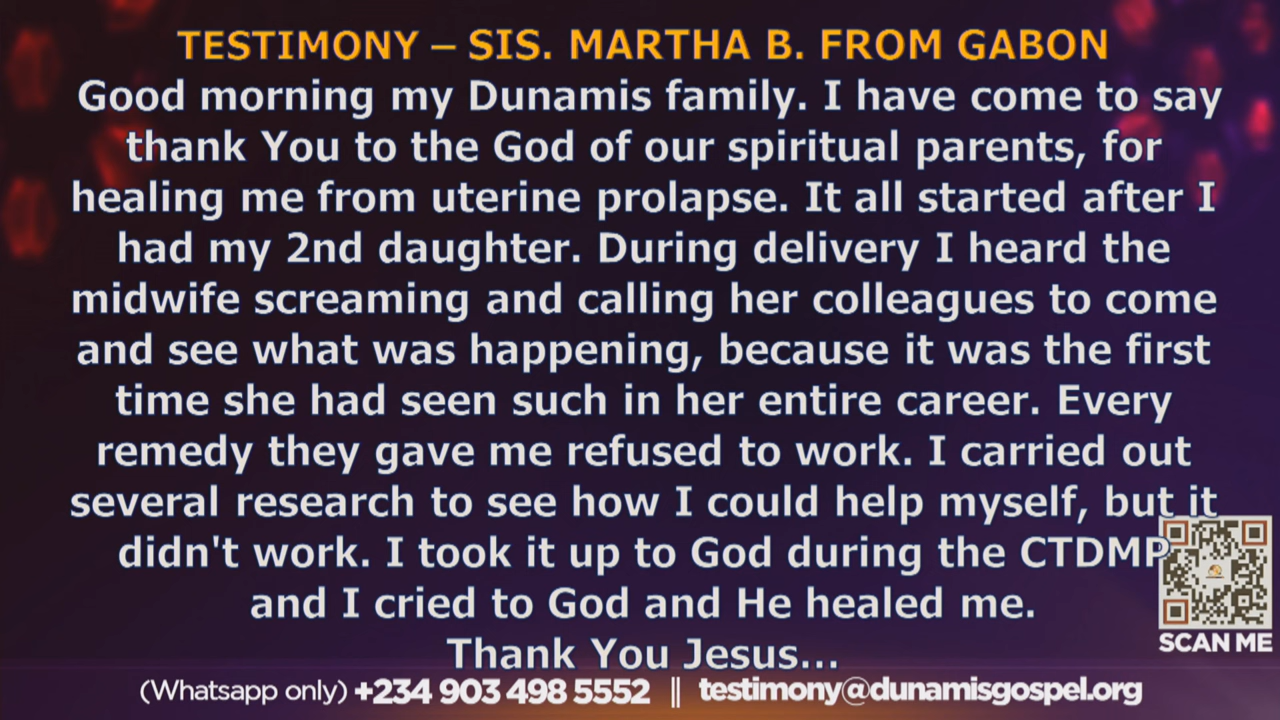 TESTIMONY – SIS. MARTHA B. FROM GABON
Good morning my Dunamis family. I have come to say
thank You to the God of our spiritual parents, for
healing me from uterine prolapse. It all started after I
had my 2nd daughter. During delivery I heard the
midwife screaming and calling her colleagues to come
and see what was happening, because it was the first
time she had seen such in her entire career. Every
remedy they gave me refused to work. I carried out
several research to see how I could help myself, but it
didn't work. I took it up to God during the CTDMP
and I cried to God and He healed me.
Thank You Jesus...
SCAN ME
(Whatsapp only) +234 903 498 5552 || testimony@dunamisgospel.org